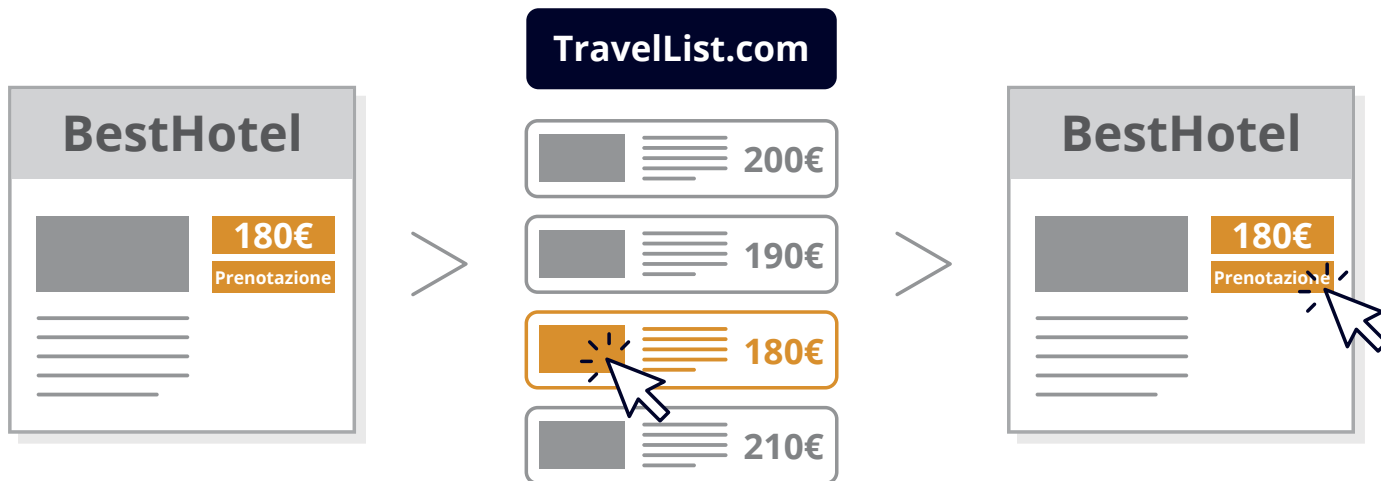 BestHotel
180€
Prenotazione
TravelList.com
200€
190€
180€
210€
BestHotel
180€
Prenotazione